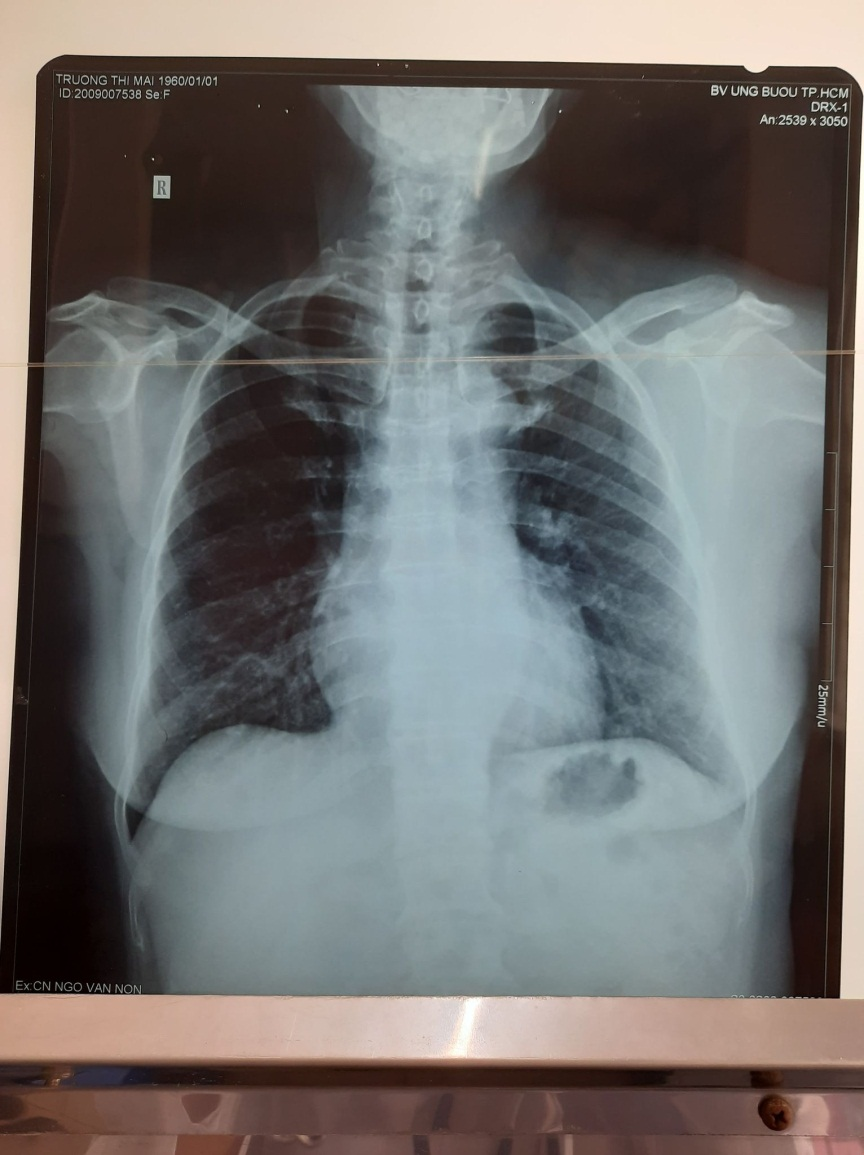 TRUONG THI MAI 1960/01/01
ID:2009007538 Se:F
BV UNG BUOU TP.HCM
DRX-1
An:2539 x 3050
R
25mm/u
Ex:CN NGO VAN NON